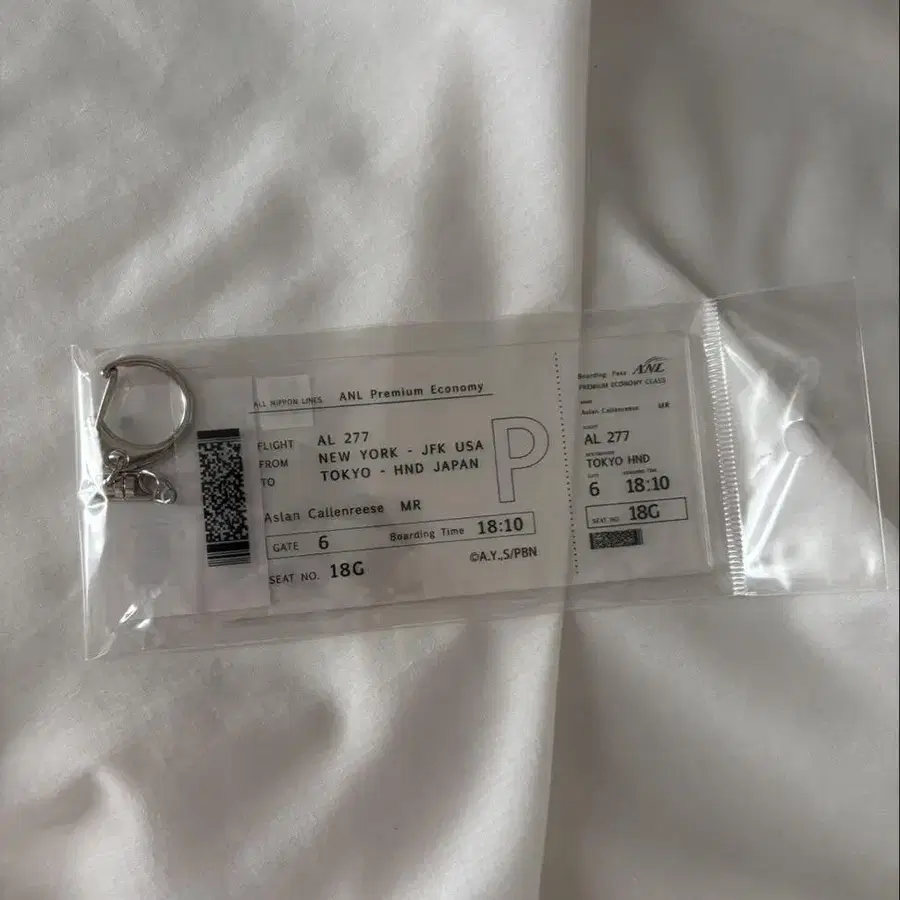 ALL NIPPON LINES ANL Premium Economy
FLIGHT AL 277
FROM NEW YORK - JFK USA
TO TOKYO - HND JAPAN
P
Aslan Callenreese MR
GATE 6 Boarding Time 18:10
SEAT NO. 18G
©A.Y.,S/PBN
Boarding Pass ANL
PREMIUM ECONOMY CLASS
Aslan Callenreese MR
AL 277
TOKYO HND
6 18:10
SEAT NO. 18G